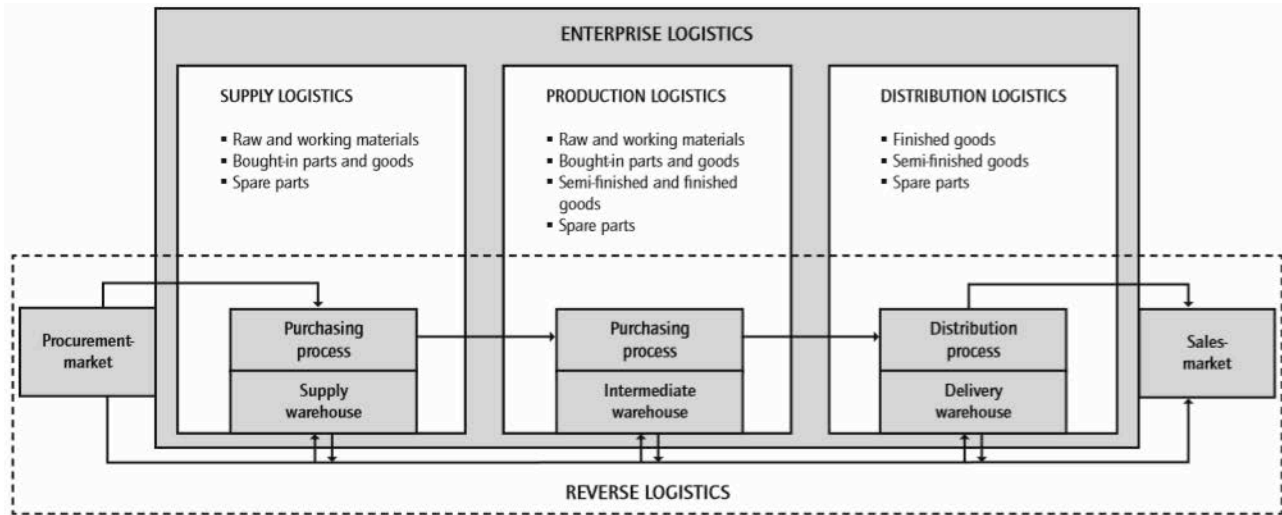 ENTERPRISE LOGISTICS
SUPPLY LOGISTICS
▪ Raw and working materials
▪ Bought-in parts and goods
▪ Spare parts
PRODUCTION LOGISTICS
▪ Raw and working materials
▪ Bought-in parts and goods
▪ Semi-finished and finished
goods
▪ Spare parts
DISTRIBUTION LOGISTICS
▪ Finished goods
▪ Semi-finished goods
▪ Spare parts
Procurement-
market
Purchasing
process
Supply
warehouse
Purchasing
process
Intermediate
warehouse
Distribution
process
Delivery
warehouse
Sales-
market
REVERSE LOGISTICS